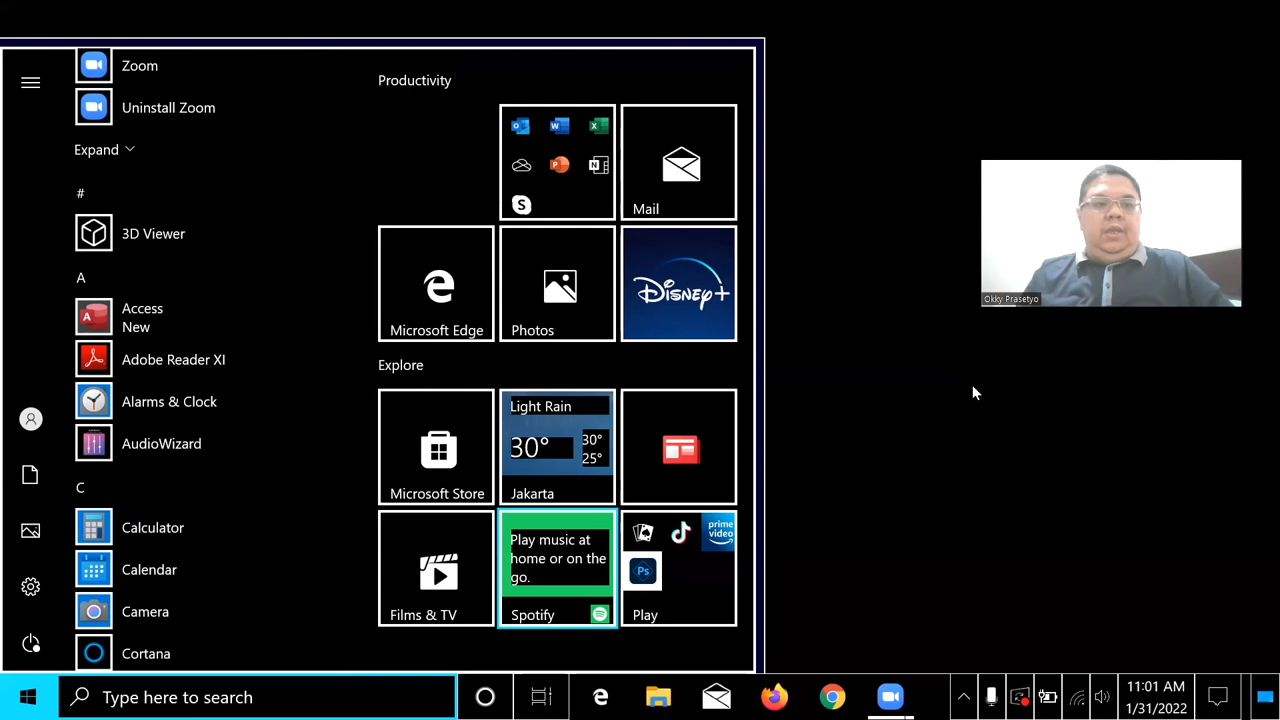 Zoom
Uninstall Zoom
Expand
#
3D Viewer
A
Access
New
Adobe Reader XI
Alarms & Clock
AudioWizard
C
Calculator
Calendar
Camera
Cortana
Productivity
Mail
Microsoft Edge
Photos
Disney+
Explore
Microsoft Store
Light Rain
30°
30°
25°
Jakarta
Films & TV
Play music at
home or on the
go.
Spotify
prime
video
Ps
Play
Okky Prasetyo
Type here to search
11:01 AM
1/31/2022